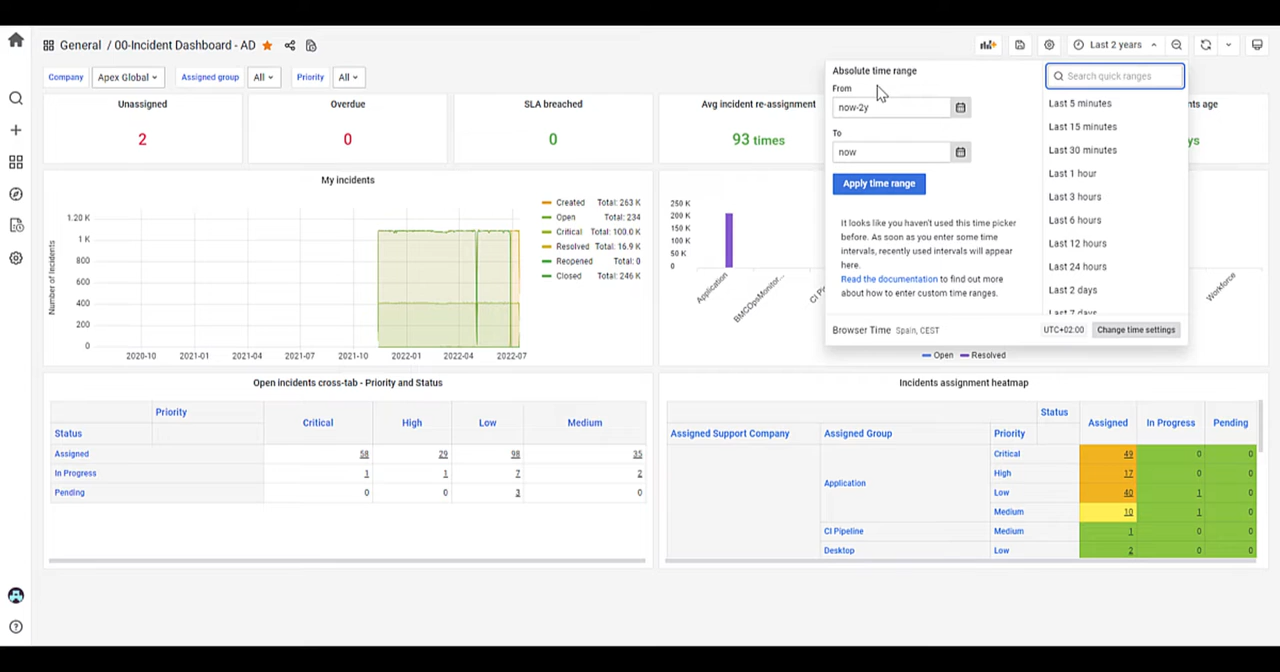 General / 00-Incident Dashboard - AD
Last 2 years
Company
Apex Global
Assigned group
All
Priority
All
Unassigned
2
Overdue
0
SLA breached
0
Avg incident re-assignment
93 times
nts age
ys
Absolute time range
From
now-2y
To
now
Apply time range
It looks like you haven't used this time picker
before. As soon as you enter some time
intervals, recently used intervals will appear
here.
Read the documentation to find out more
about how to enter custom time ranges.
Search quick ranges
Last 5 minutes
Last 15 minutes
Last 30 minutes
Last 1 hour
Last 3 hours
Last 6 hours
Last 12 hours
Last 24 hours
Last 2 days
Last 7 days
Browser Time Spain, CEST
UTC+02:00
Change time settings
My incidents
Number of Incidents
1.20 K
1 K
800
600
400
200
0
2020-10 2021-01 2021-04 2021-07 2021-10 2022-01 2022-04 2022-07
Created Total: 263 K
Open Total: 234
Critical Total: 100.0 K
Resolved Total: 16.9 K
Reopened Total: 0
Closed Total: 246 K
250 K
200 K
150 K
100 K
50 K
0
Application
BMCOpsMonitor...
CI Pi
Workforce
Open Resolved
Open incidents cross-tab - Priority and Status
Priority
Status
Critical High Low Medium
Assigned 58 29 98 35
In Progress 1 1 7 2
Pending 0 0 3 0
Incidents assignment heatmap
Status
Assigned Support Company Assigned Group Priority Assigned In Progress Pending
Application
Critical 49 0 0
High 17 0 0
Low 40 1 0
Medium 10 1 0
CI Pipeline Medium 1 0 0
Desktop Low 2 0 0